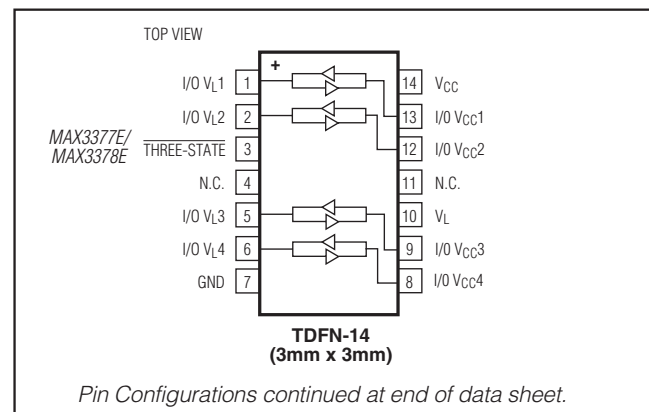 TOP VIEW
+
I/O VL1 1 14 VCC
I/O VL2 2 13 I/O VCC1
MAX3377E/
MAX3378E
THREE-STATE 3 12 I/O VCC2
N.C. 4 11 N.C.
I/O VL3 5 10 VL
I/O VL4 6 9 I/O VCC3
GND 7 8 I/O VCC4
TDFN-14
(3mm x 3mm)
Pin Configurations continued at end of data sheet.